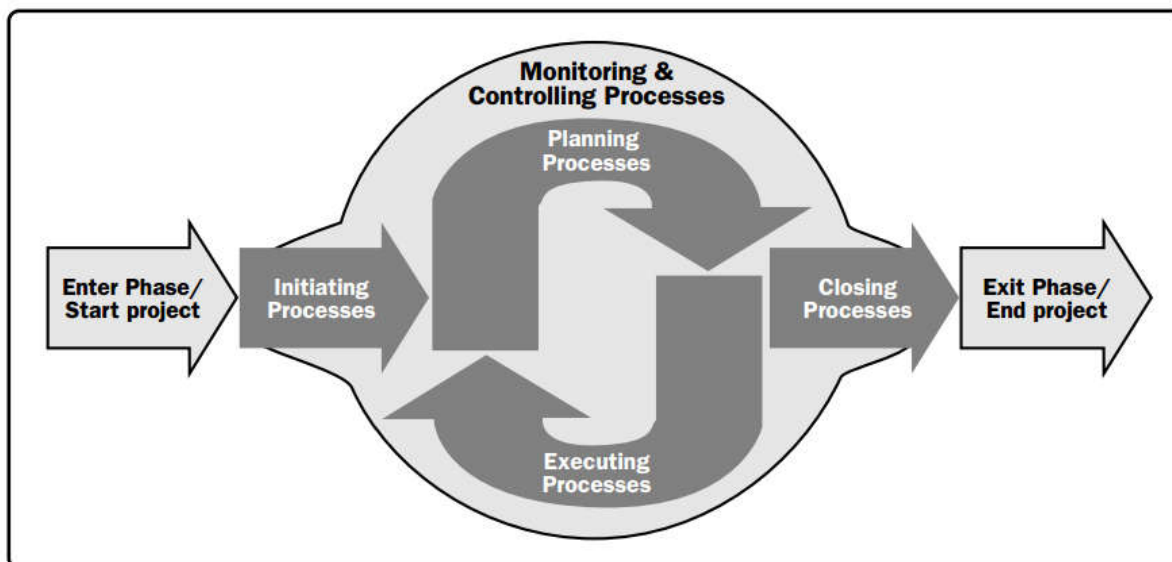 Monitoring &
Controlling Processes
Planning
Processes
Enter Phase/
Start project
Initiating
Processes
Closing
Processes
Exit Phase/
End project
Executing
Processes